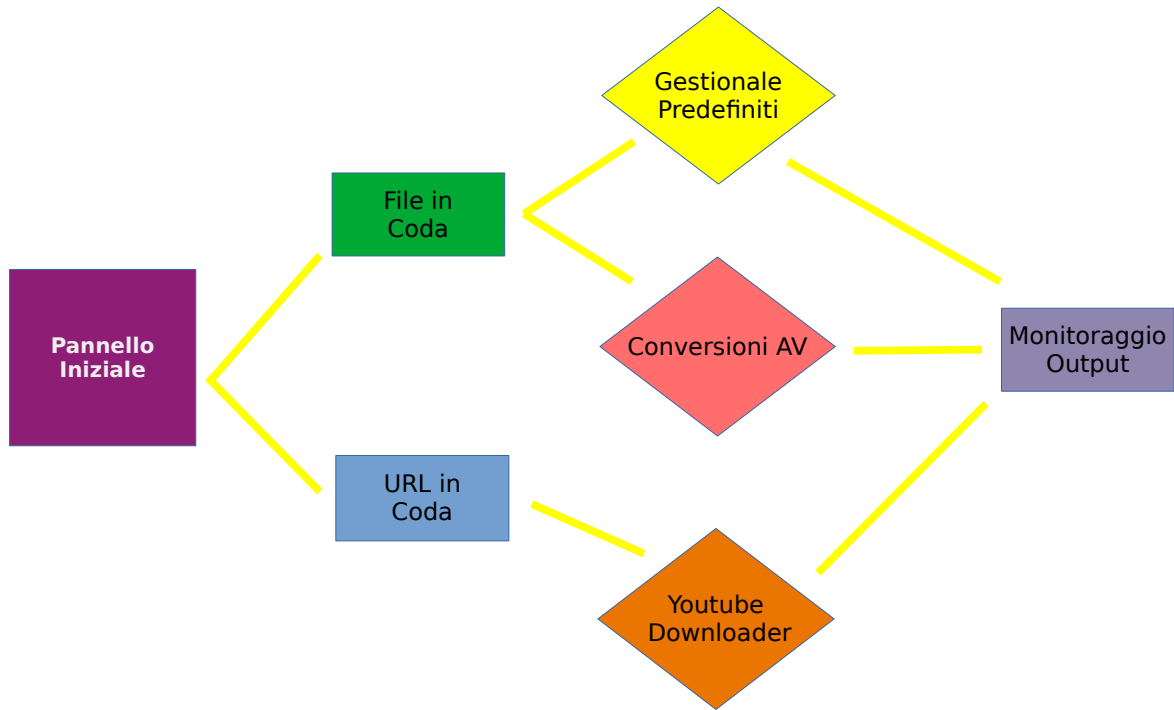 Gestionale
Predefiniti
File in
Coda
Pannello
Iniziale
Conversioni AV
Monitoraggio
Output
URL in
Coda
Youtube
Downloader